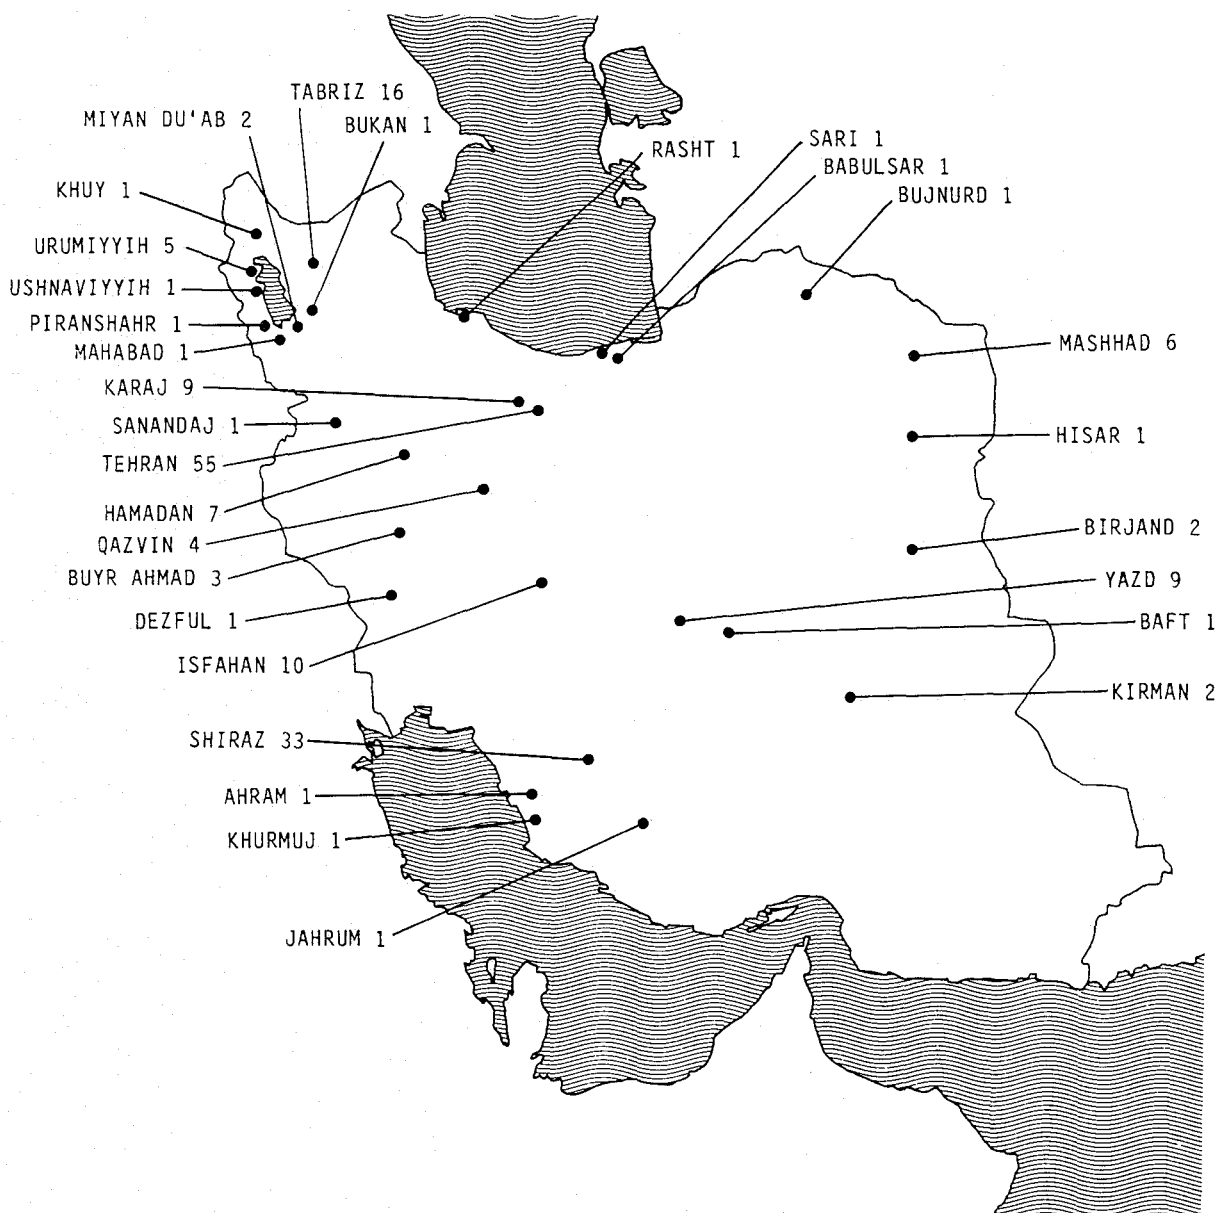 TABRIZ 16
MIYAN DU'AB 2
BUKAN 1
RASHT 1
SARI 1
BABULSAR 1
BUJNURD 1
KHUY 1
URUMIYYIH 5
USHNAVIYYIH 1
PIRANSHAHR 1
MAHABAD 1
MASHHAD 6
KARAJ 9
SANANDAJ 1
HISAR 1
TEHRAN 55
HAMADAN 7
QAZVIN 4
BIRJAND 2
BUYR AHMAD 3
YAZD 9
DEZFUL 1
BAFT 1
ISFAHAN 10
KIRMAN 2
SHIRAZ 33
AHRAM 1
KHURMUJ 1
JAHRUM 1